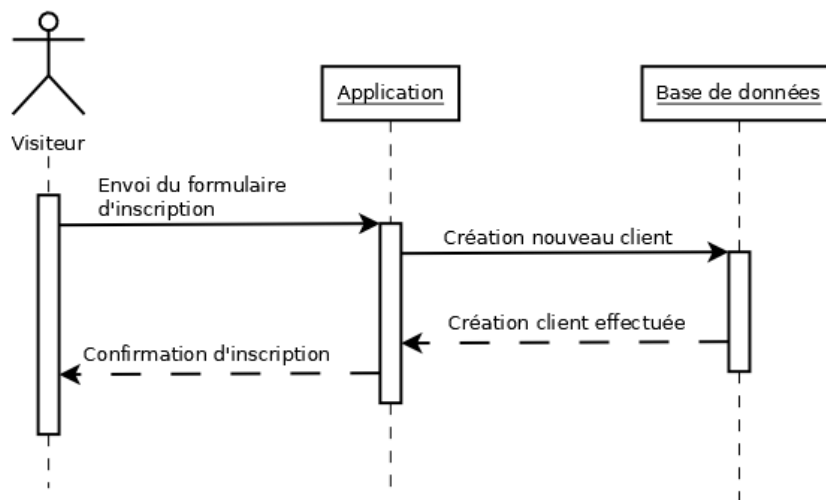 Application
Base de données
Visiteur
Envoi du formulaire
d'inscription
Création nouveau client
Création client effectuée
Confirmation d'inscription